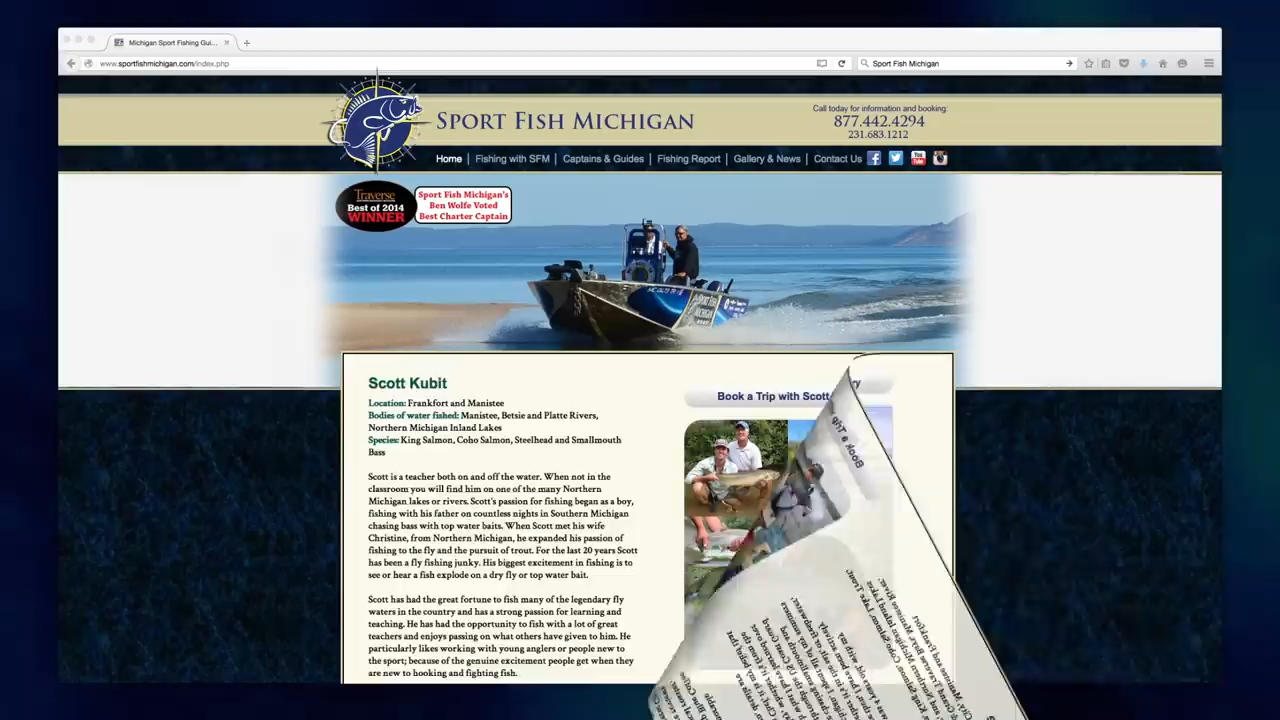 Michigan Sport Fishing Gui...
www.sportfishmichigan.com/index.php
Sport Fish Michigan
SPORT FISH MICHIGAN
Call today for information and booking:
877.442.4294
231.683.1212
Home | Fishing with SFM | Captains & Guides | Fishing Report | Gallery & News | Contact Us
Traverse
Best of 2014
WINNER
Sport Fish Michigan's
Ben Wolfe Voted
Best Charter Captain
SPORT FISH
MICHIGAN
Scott Kubit
Location: Frankfort and Manistee
Bodies of water fished: Manistee, Betsie and Platte Rivers,
Northern Michigan Inland Lakes
Species: King Salmon, Coho Salmon, Steelhead and Smallmouth
Bass
Scott is a teacher both on and off the water. When not in the
classroom you will find him on one of the many Northern
Michigan lakes or rivers. Scott's passion for fishing began as a boy,
fishing with his father on countless nights in Southern Michigan
chasing bass with top water baits. When Scott met his wife
Christine, from Northern Michigan, he expanded his passion of
fishing to the fly and the pursuit of trout. For the last 20 years Scott
has been a fly fishing junky. His biggest excitement in fishing is to
see or hear a fish explode on a dry fly or top water bait.
Scott has had the great fortune to fish many of the legendary fly
waters in the country and has a strong passion for learning and
teaching. He has had the opportunity to fish with a lot of great
teachers and enjoys passing on what others have given to him. He
particularly likes working with young anglers or people new to
the sport; because of the genuine excitement people get when they
are new to hooking and fighting fish.
Book a Trip with Scott
Book a Trip